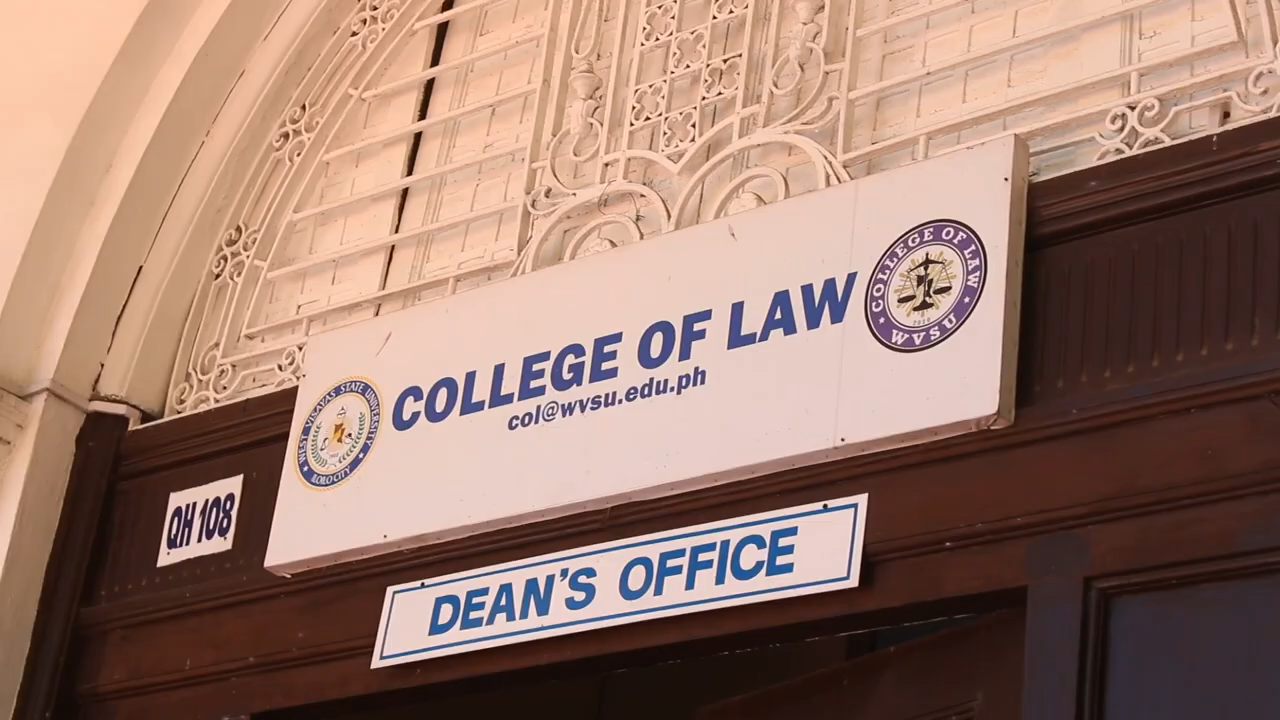 COLLEGE OF LAW
col@wvsu.edu.ph
WEST VISAYAS STATE UNIVERSITY
ILOILO CITY
COLLEGE OF LAW
WVSU
QH 108
DEAN'S OFFICE